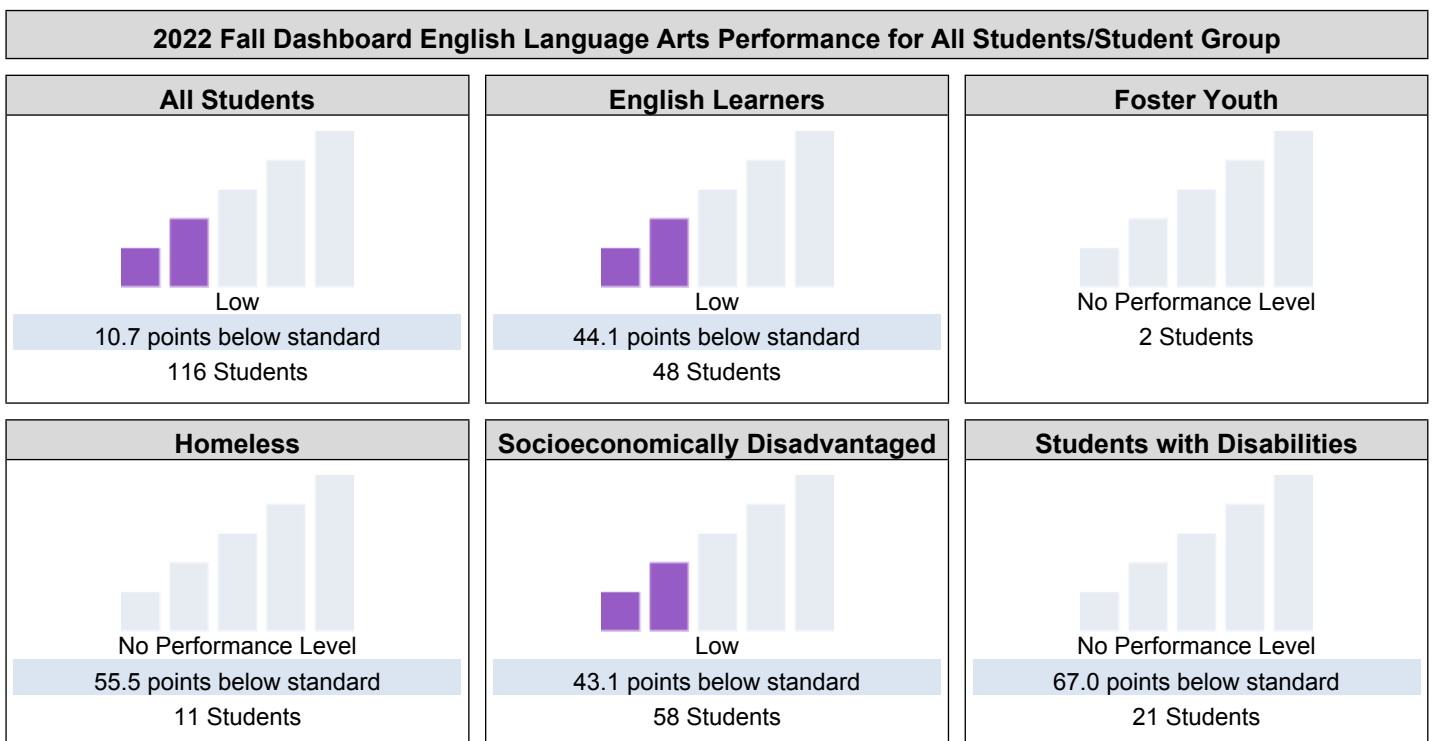 2022 Fall Dashboard English Language Arts Performance for All Students/Student Group
All Students
Low
10.7 points below standard
116 Students
English Learners
Low
44.1 points below standard
48 Students
Foster Youth
No Performance Level
2 Students
Homeless
No Performance Level
55.5 points below standard
11 Students
Socioeconomically Disadvantaged
Low
43.1 points below standard
58 Students
Students with Disabilities
No Performance Level
67.0 points below standard
21 Students